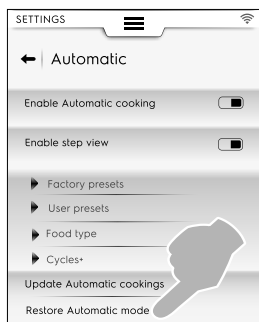 SETTINGS
Automatic
Enable Automatic cooking
Enable step view
Factory presets
User presets
Food type
Cycles+
Update Automatic cookings
Restore Automatic mode